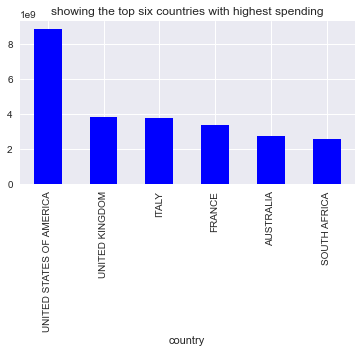 showing the top six countries with highest spending
1e9
8
6
4
2
0
UNITED STATES OF AMERICA
UNITED KINGDOM
ITALY
FRANCE
AUSTRALIA
SOUTH AFRICA
country